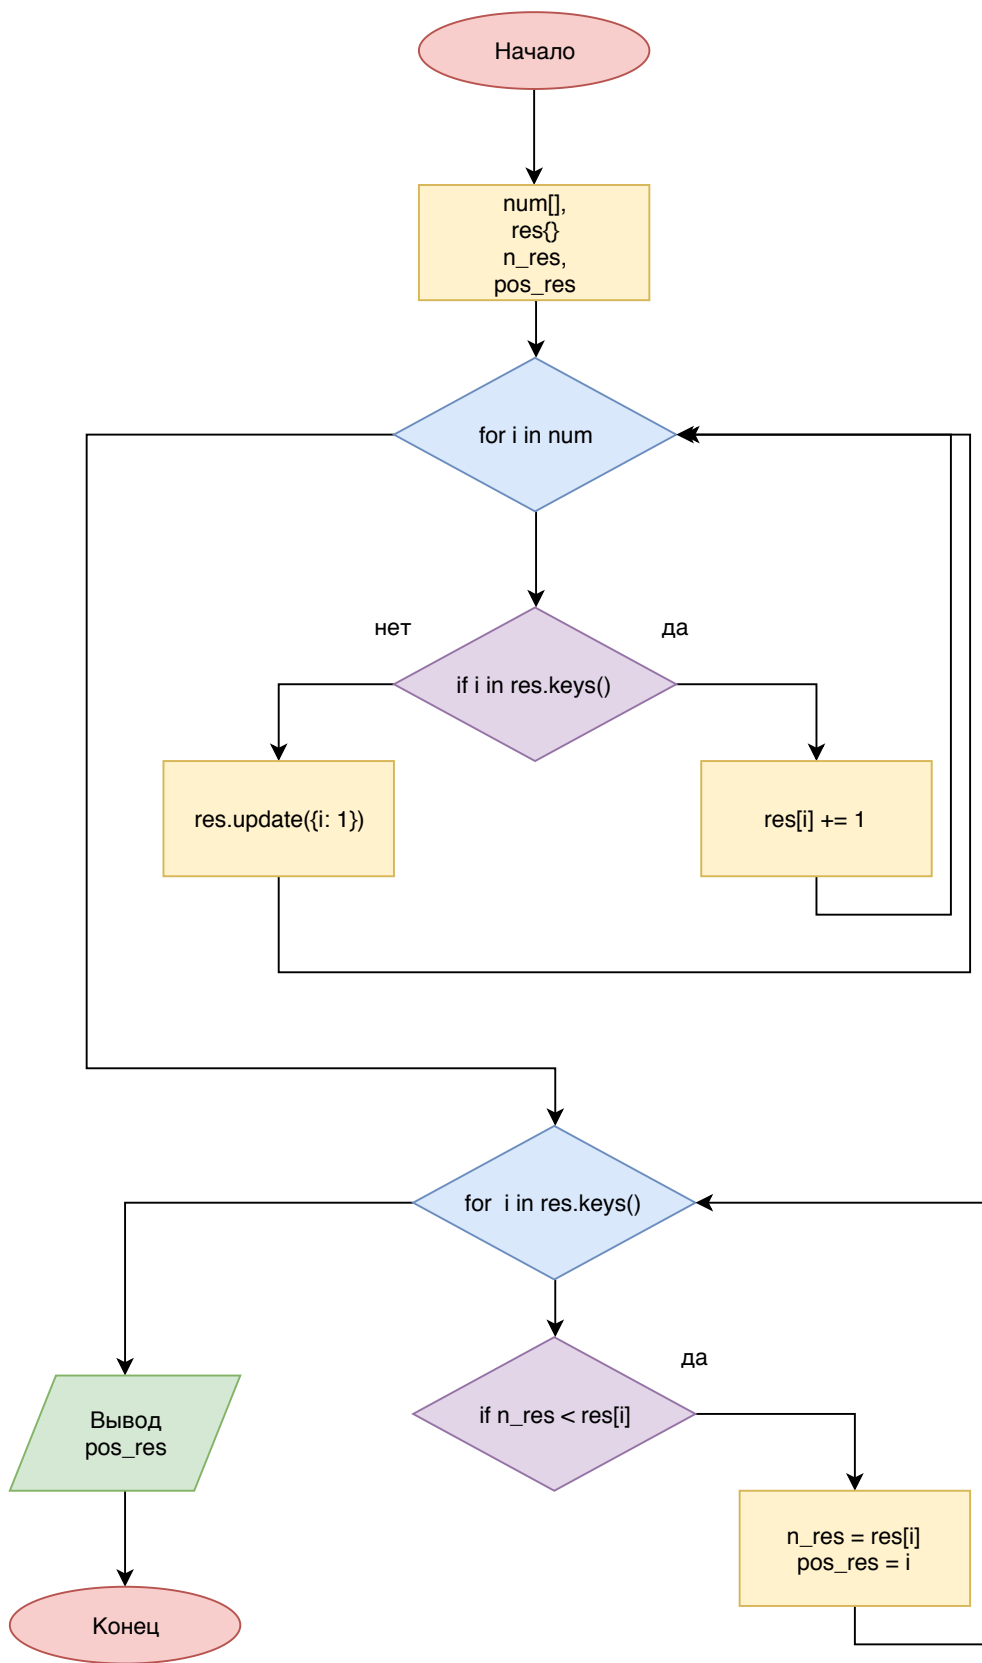 Начало
num[],
res{}
n_res,
pos_res
for i in num
нет
да
if i in res.keys()
res.update({i: 1})
res[i] += 1
for  i in res.keys()
да
if n_res < res[i]
Вывод
pos_res
n_res = res[i]
pos_res = i
Конец